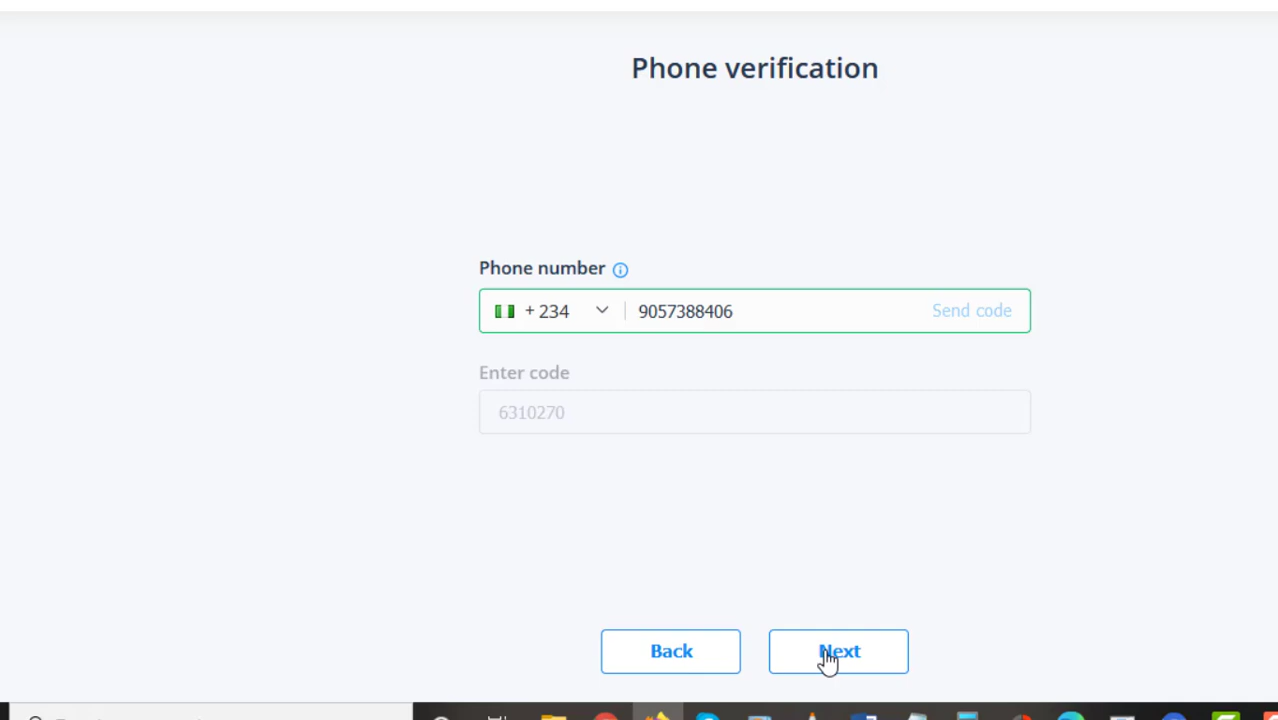 Phone verification
Phone number
+ 234 9057388406 Send code
Enter code
6310270
Back Next